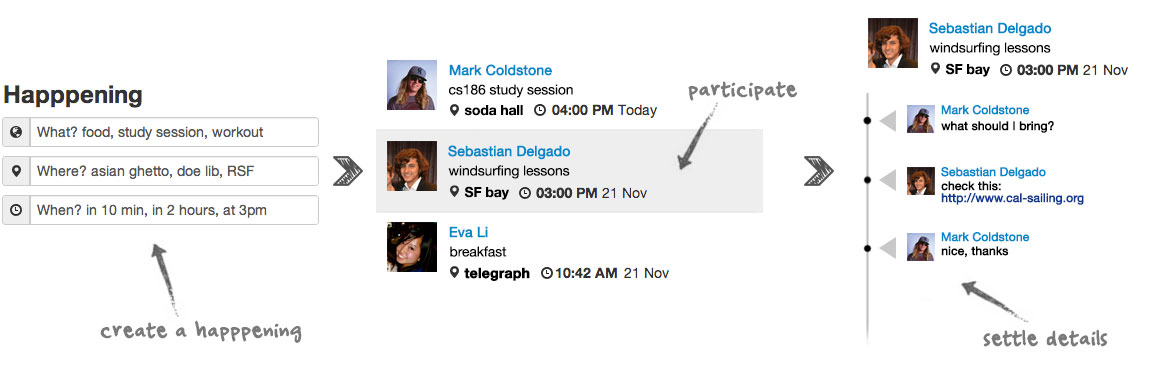 Happpening
What? food, study session, workout
Where? asian ghetto, doe lib, RSF
When? in 10 min, in 2 hours, at 3pm
create a happpening
Mark Coldstone
cs186 study session
soda hall 04:00 PM Today
Sebastian Delgado
windsurfing lessons
SF bay 03:00 PM 21 Nov
Eva Li
breakfast
telegraph 10:42 AM 21 Nov
participate
Sebastian Delgado
windsurfing lessons
SF bay 03:00 PM 21 Nov
Mark Coldstone
what should I bring?
Sebastian Delgado
check this:
http://www.cal-sailing.org
Mark Coldstone
nice, thanks
settle details